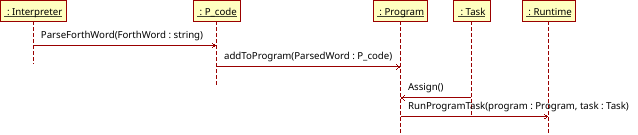 : Interpreter
: P_code
: Program
: Task
: Runtime
ParseForthWord(ForthWord : string)
addToProgram(ParsedWord : P_code)
Assign()
RunProgramTask(program : Program, task : Task)